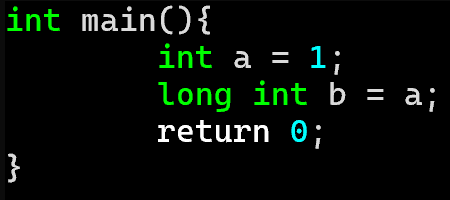 int main(){
        int a = 1;
        long int b = a;
        return 0;
}